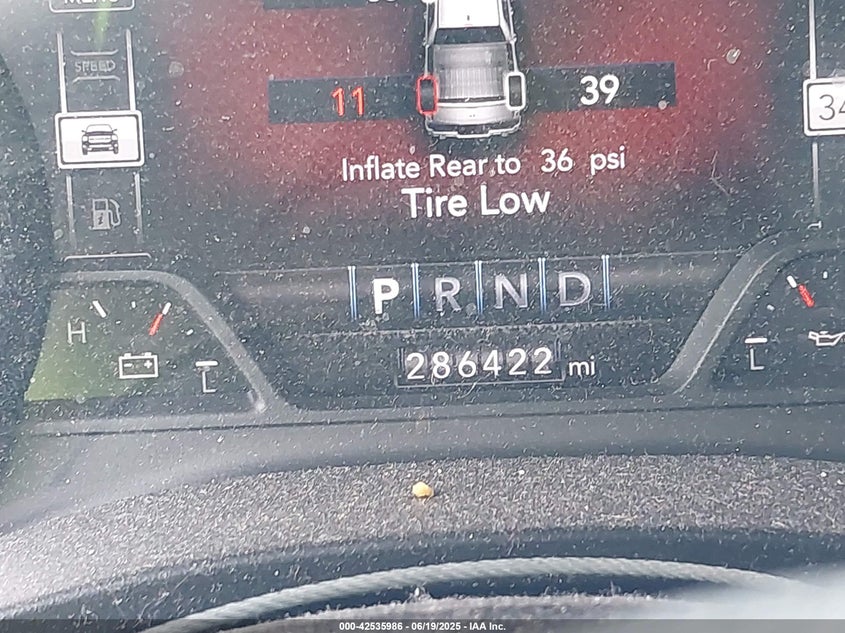 MENU
SPEED
11
39
34
Inflate Rear to 36 psi
Tire Low
P R N D
H
L
286422 mi
L
000-42535986 - 06/19/2025 - IAA Inc.